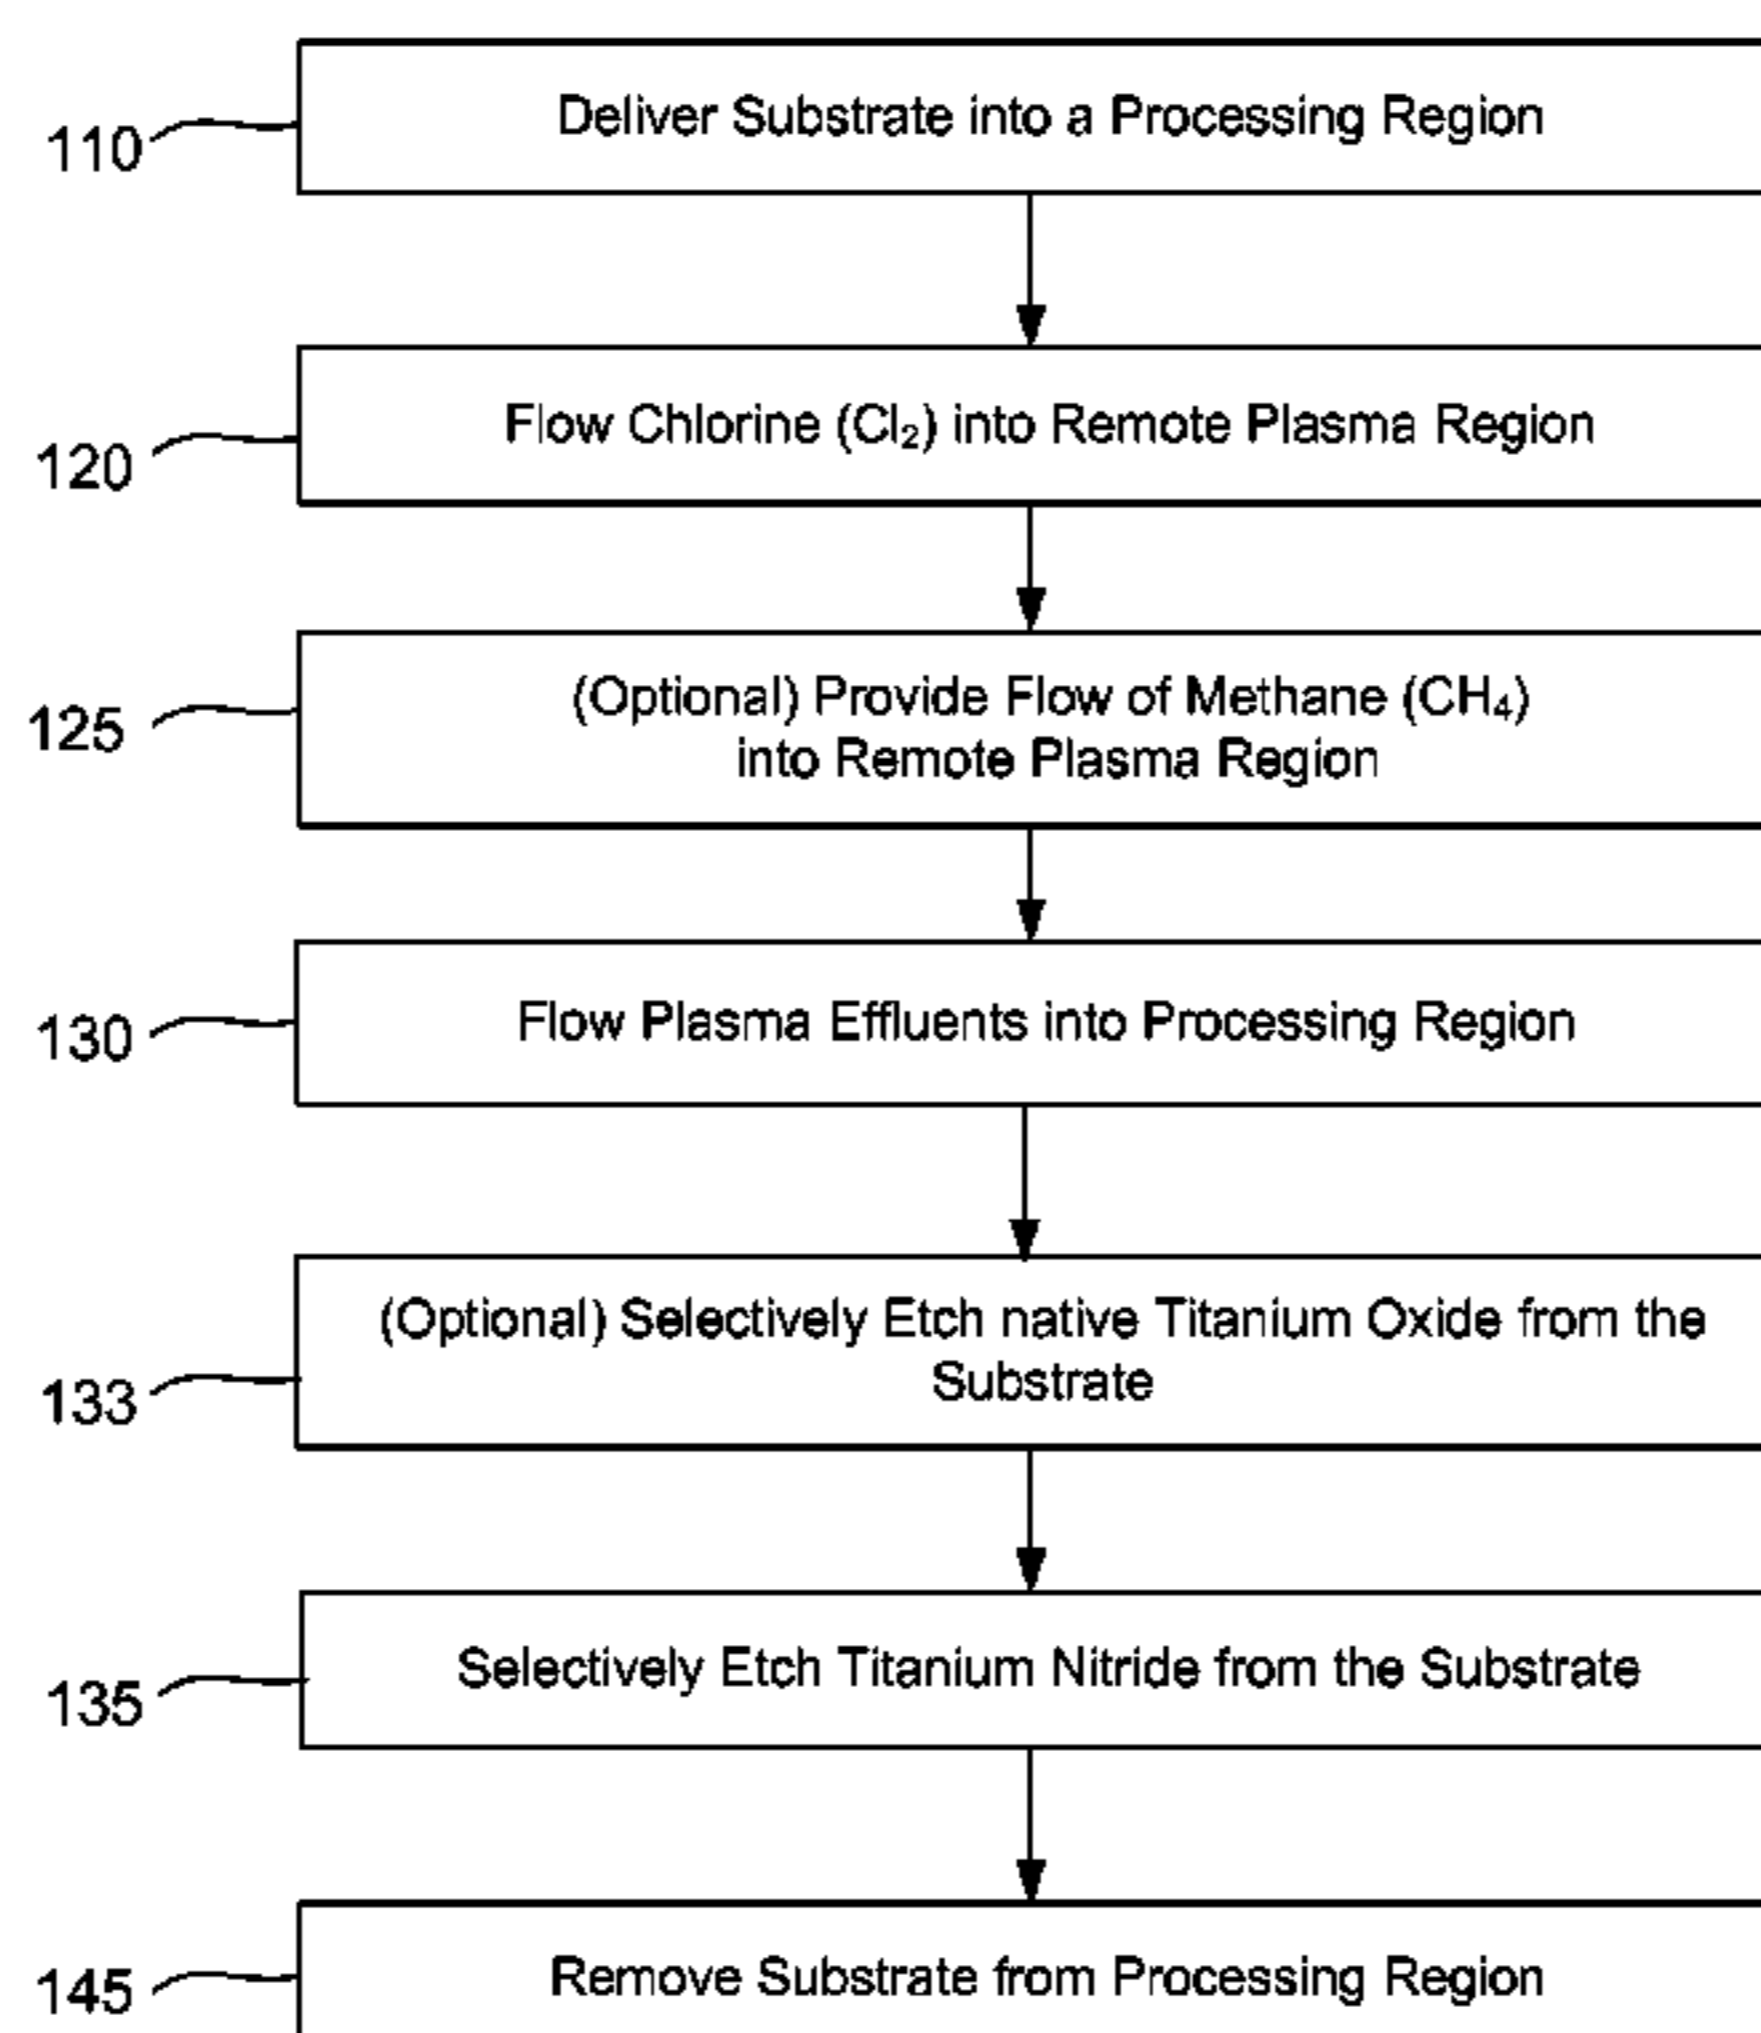 110
Deliver Substrate into a Processing Region
120
Flow Chlorine (Cl₂) into Remote Plasma Region
125
(Optional) Provide Flow of Methane (CH₄)
into Remote Plasma Region
130
Flow Plasma Effluents into Processing Region
133
(Optional) Selectively Etch native Titanium Oxide from the
Substrate
135
Selectively Etch Titanium Nitride from the Substrate
145
Remove Substrate from Processing Region